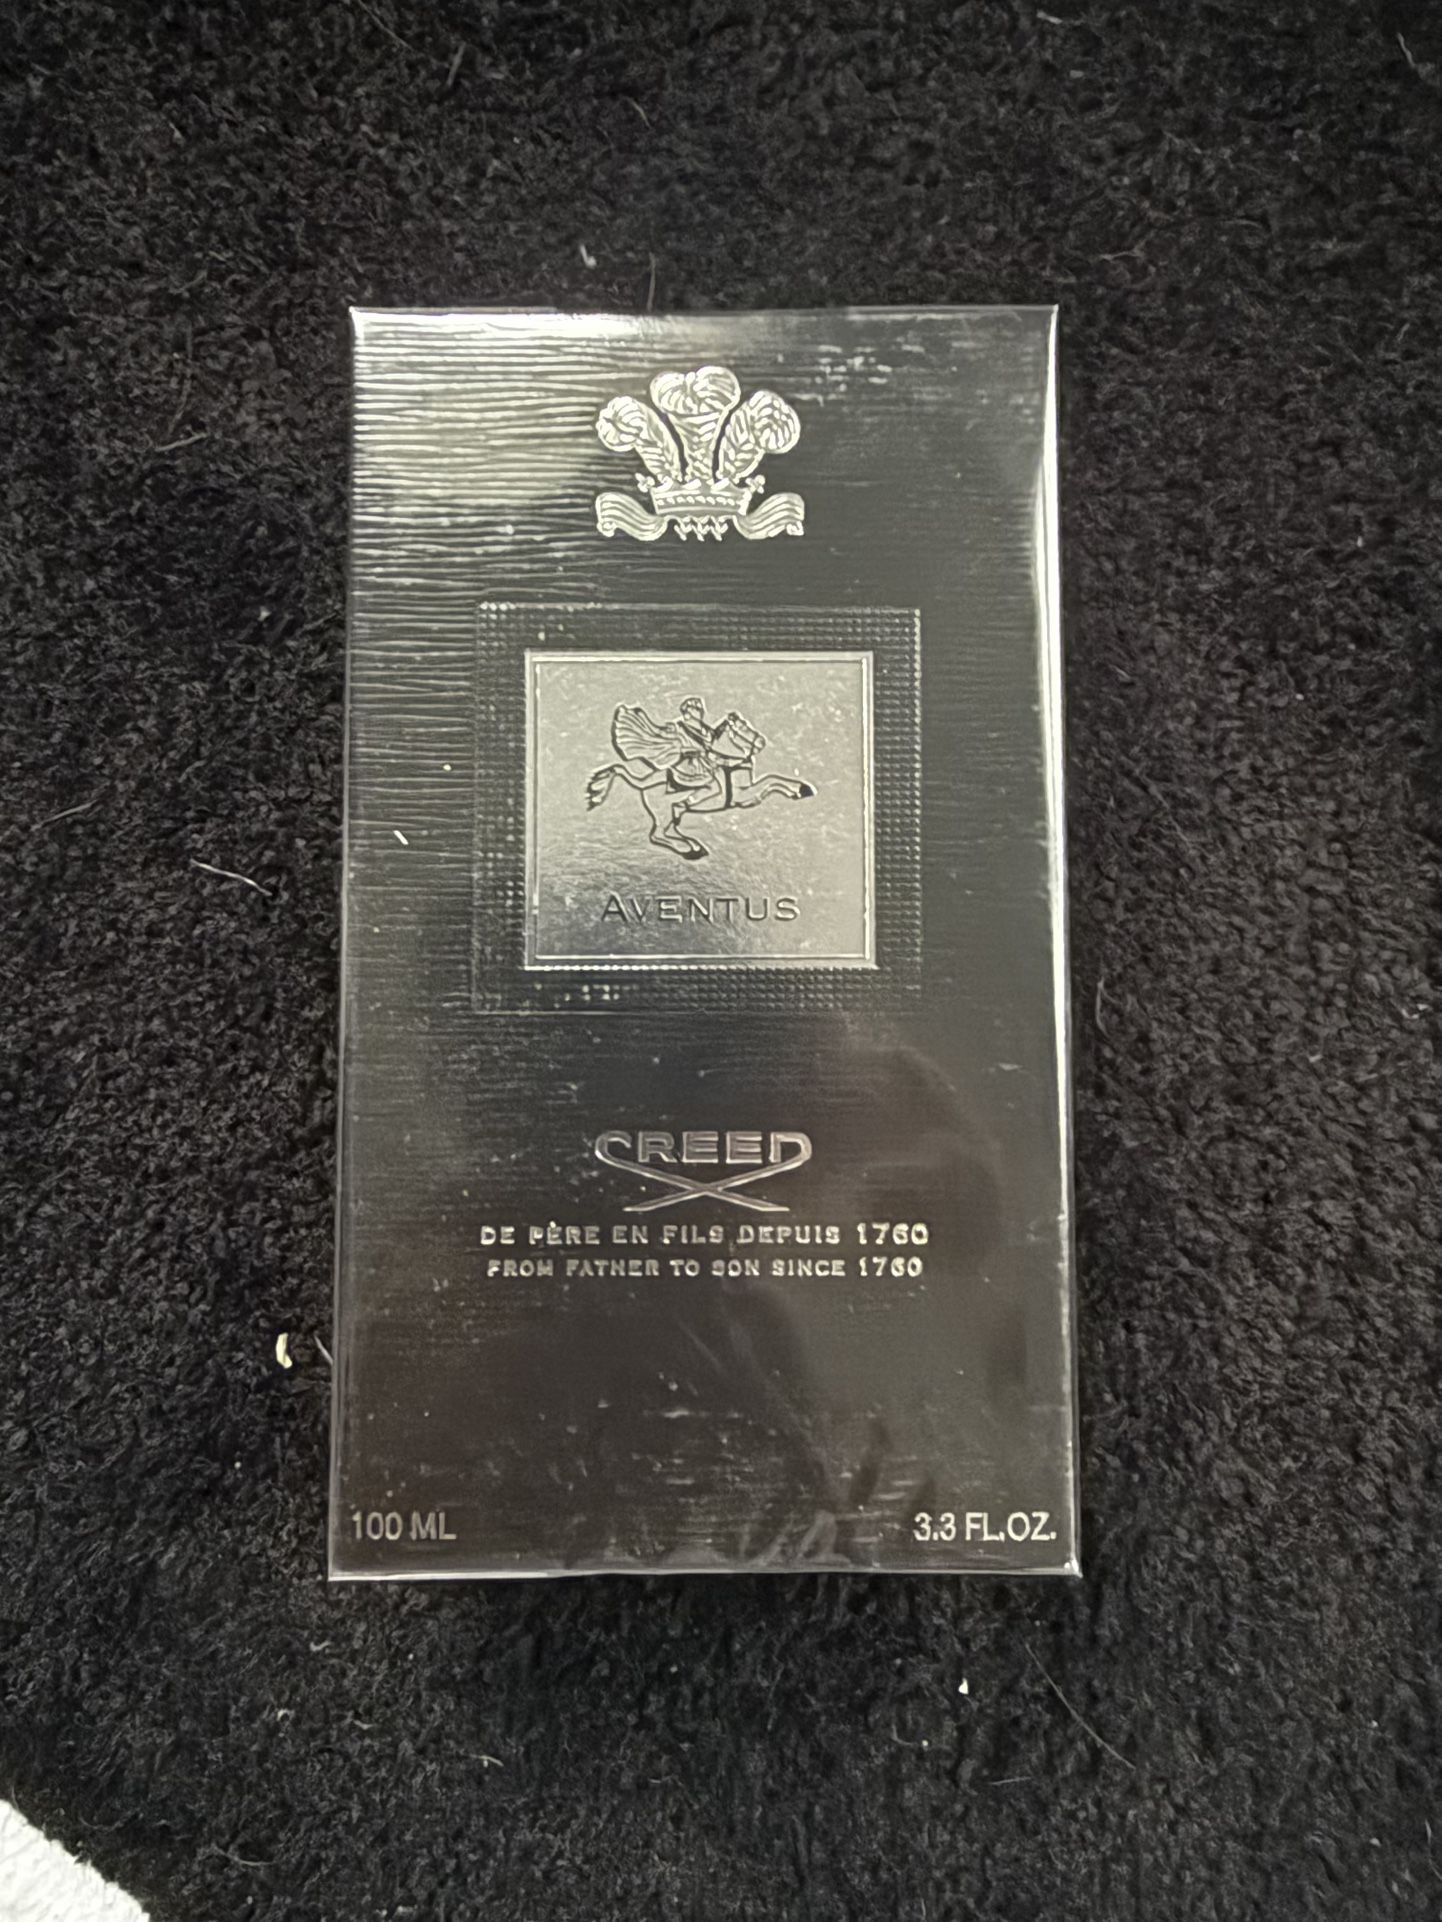 AVENTUS
CREED
DE PÈRE EN FILS DEPUIS 1760
FROM FATHER TO SON SINCE 1760
100 ML
3.3 FL.OZ.